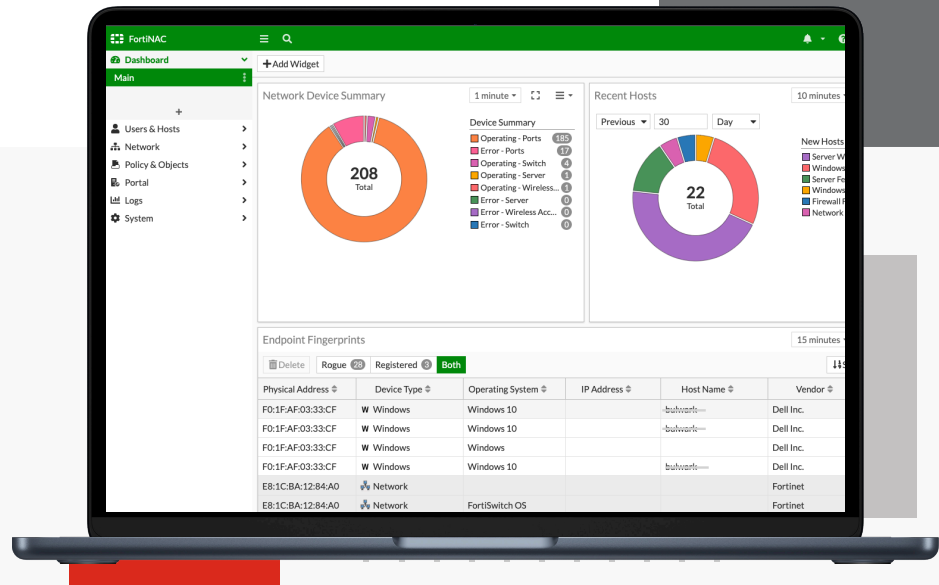 FortiNAC
Dashboard
Main
+
Users & Hosts
Network
Policy & Objects
Portal
Logs
System
+Add Widget
Network Device Summary
1 minute
208
Total
Device Summary
Operating - Ports 185
Error - Ports 17
Operating - Switch 4
Operating - Server 1
Operating - Wireless... 1
Error - Server 0
Error - Wireless Acc... 0
Error - Switch 0
Recent Hosts
10 minutes
Previous 30 Day
22
Total
New Hosts
Server W
Windows
Server Fe
Windows
Firewall F
Network
Endpoint Fingerprints
15 minutes
Delete Rogue 28 Registered 3 Both
Physical Address Device Type Operating System IP Address Host Name Vendor
F0:1F:AF:03:33:CF W Windows Windows 10 bulwark Dell Inc.
F0:1F:AF:03:33:CF W Windows Windows 10 bulwark Dell Inc.
F0:1F:AF:03:33:CF W Windows Windows Dell Inc.
F0:1F:AF:03:33:CF W Windows Windows 10 bulwark Dell Inc.
E8:1C:BA:12:84:A0 Network Fortinet
E8:1C:BA:12:84:A0 Network FortiSwitch OS Fortinet